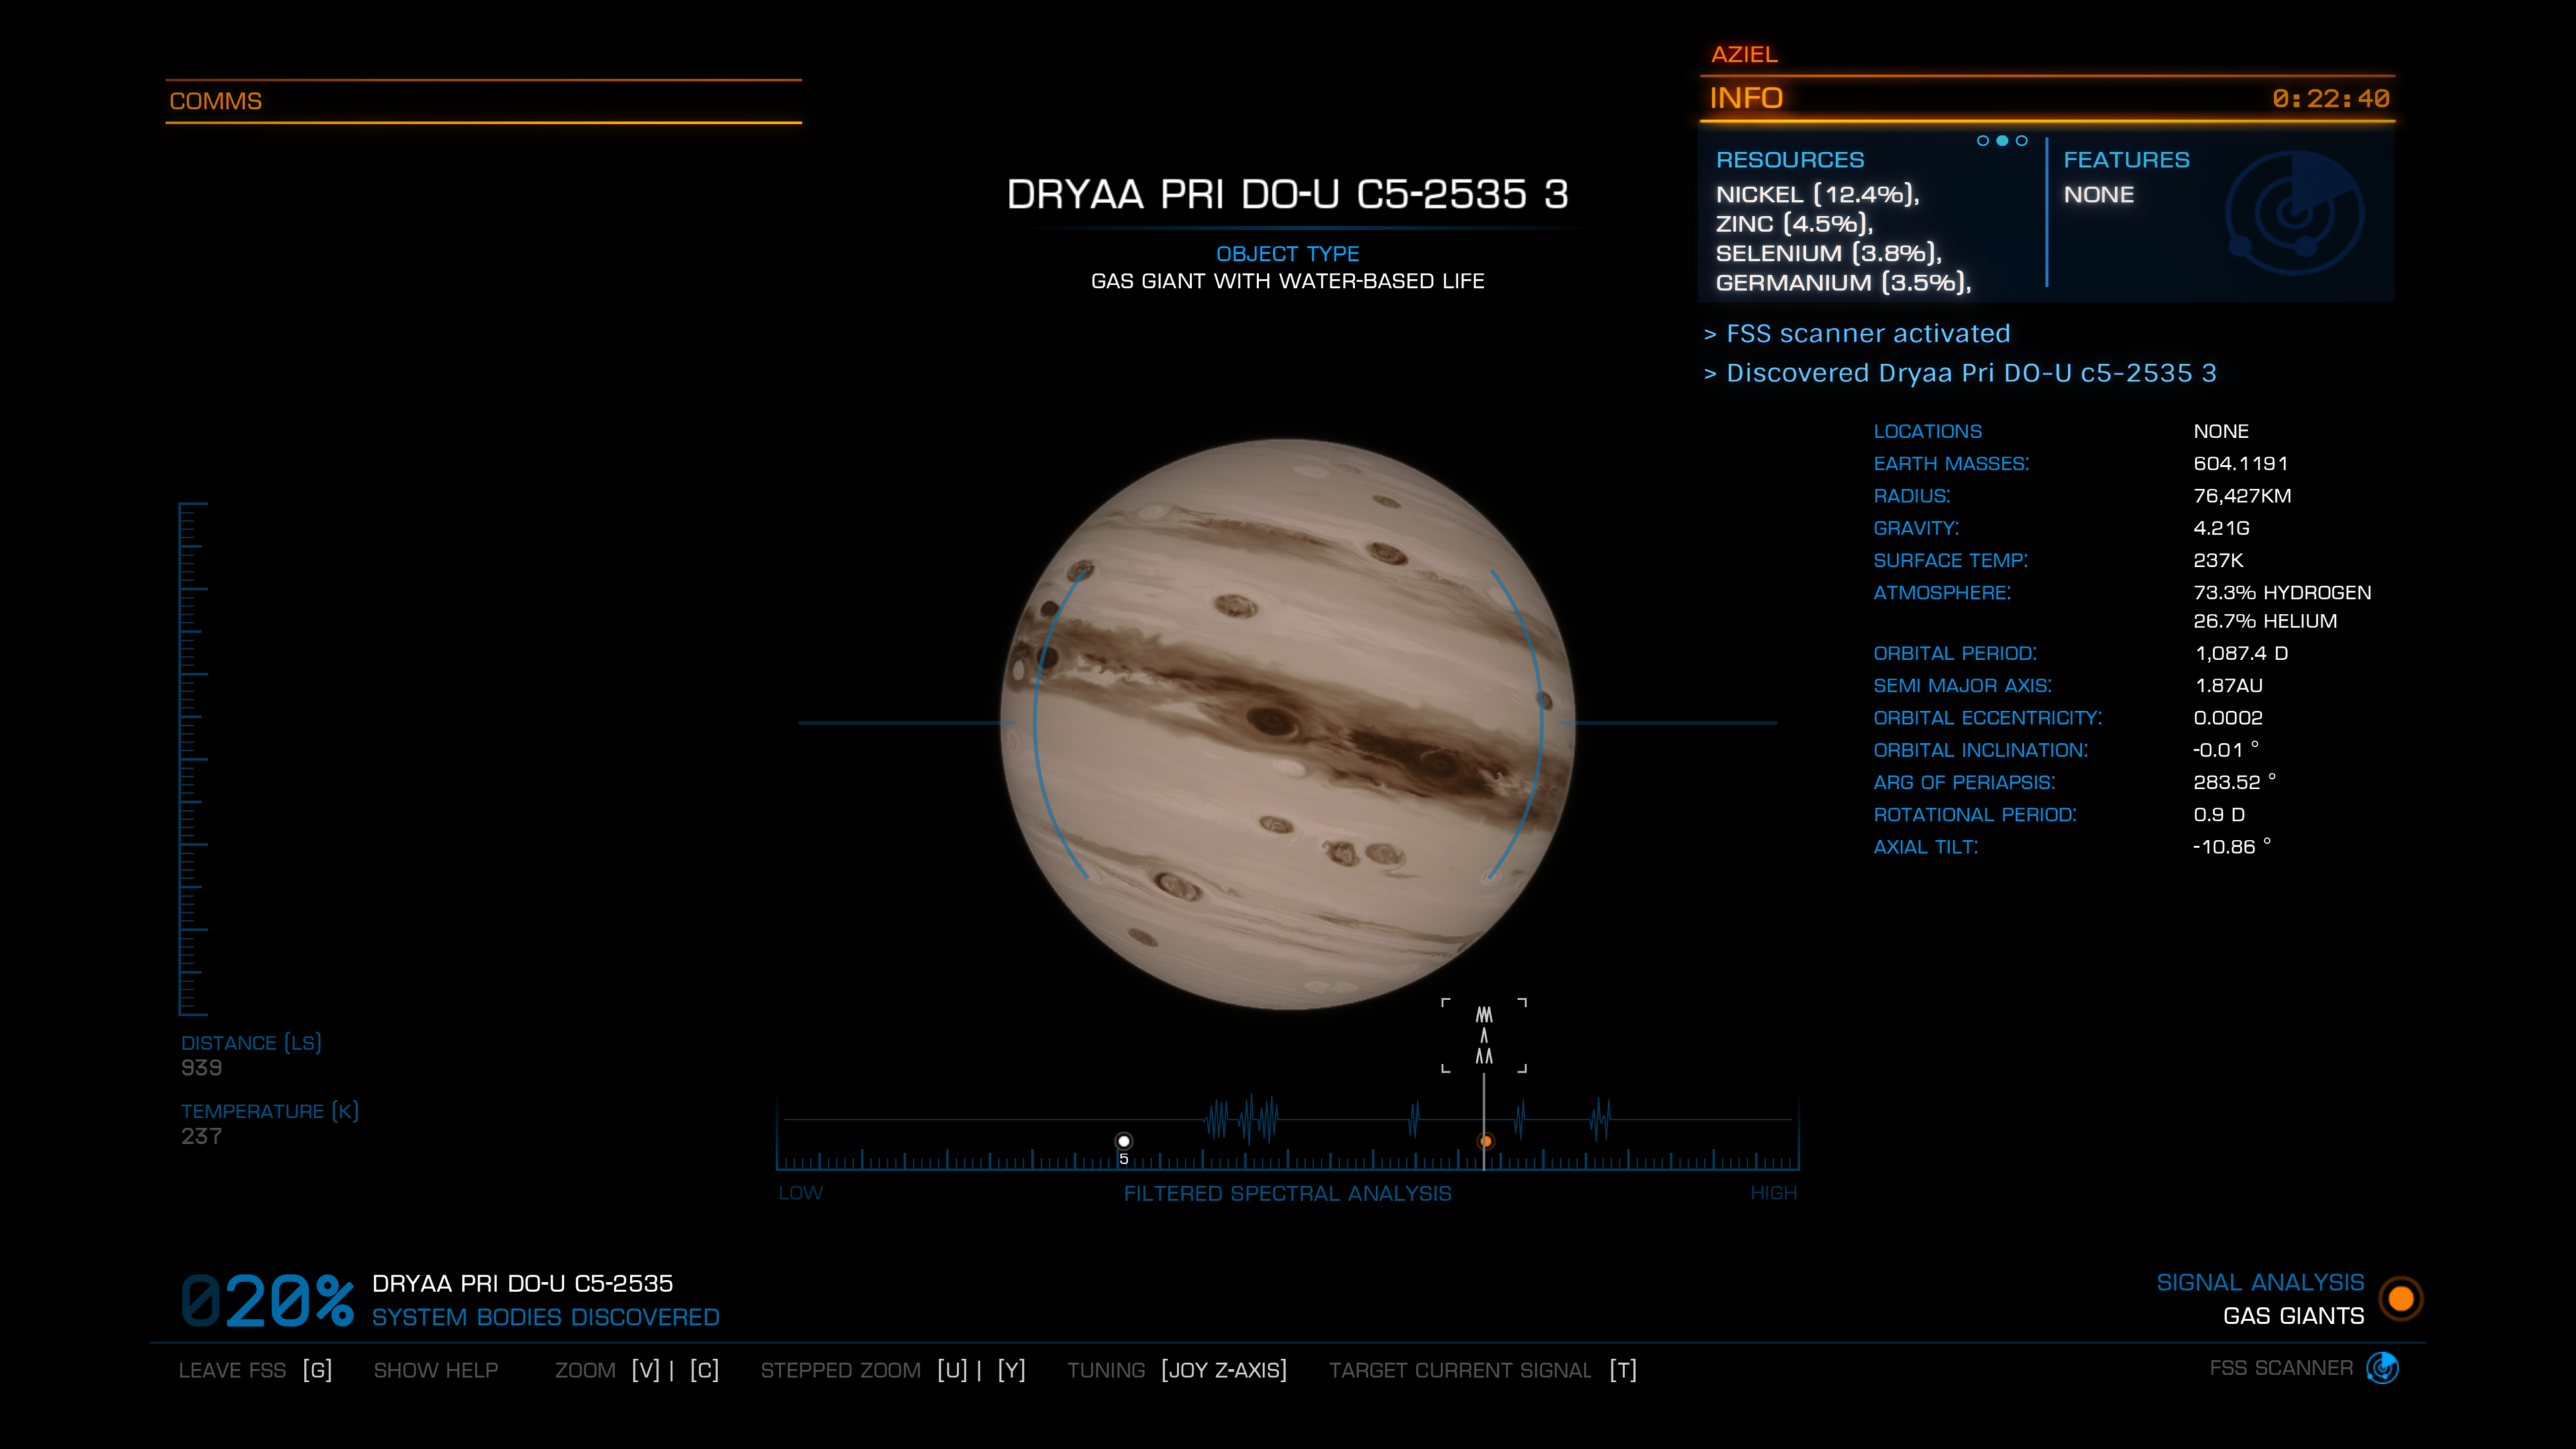 COMMS
AZIEL
INFO 0:22:40
RESOURCES
NICKEL (12.4%),
ZINC (4.5%),
SELENIUM (3.8%),
GERMANIUM (3.5%),
FEATURES
NONE
> FSS scanner activated
> Discovered Dryaa Pri DO-U c5-2535 3
DRYAA PRI DO-U C5-2535 3
OBJECT TYPE
GAS GIANT WITH WATER-BASED LIFE
LOCATIONS NONE
EARTH MASSES: 604.1191
RADIUS: 76,427KM
GRAVITY: 4.21G
SURFACE TEMP: 237K
ATMOSPHERE: 73.3% HYDROGEN
26.7% HELIUM
ORBITAL PERIOD: 1,087.4 D
SEMI MAJOR AXIS: 1.87AU
ORBITAL ECCENTRICITY: 0.0002
ORBITAL INCLINATION: -0.01 °
ARG OF PERIAPSIS: 283.52 °
ROTATIONAL PERIOD: 0.9 D
AXIAL TILT: -10.86 °
DISTANCE (LS)
939
TEMPERATURE (K)
237
5
LOW FILTERED SPECTRAL ANALYSIS HIGH
020% DRYAA PRI DO-U C5-2535
SYSTEM BODIES DISCOVERED
SIGNAL ANALYSIS
GAS GIANTS
LEAVE FSS [G] SHOW HELP ZOOM [V] | [C] STEPPED ZOOM [U] | [Y] TUNING [JOY Z-AXIS] TARGET CURRENT SIGNAL [T]
FSS SCANNER